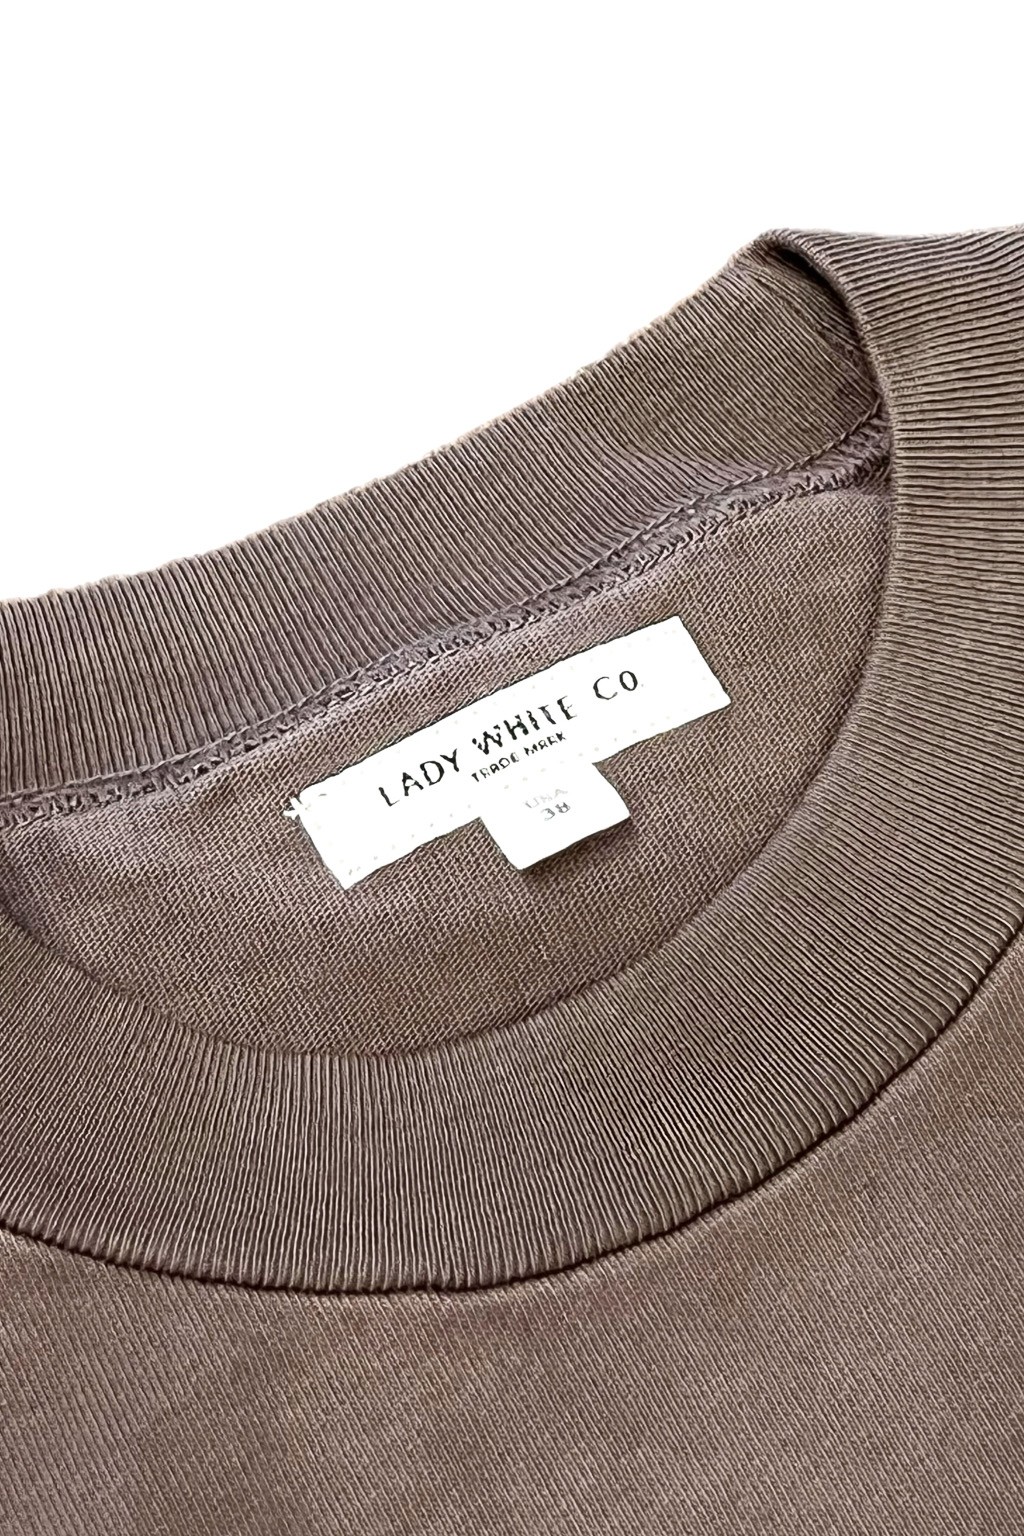 LADY WHITE CO
TRADE MARK
USA
38